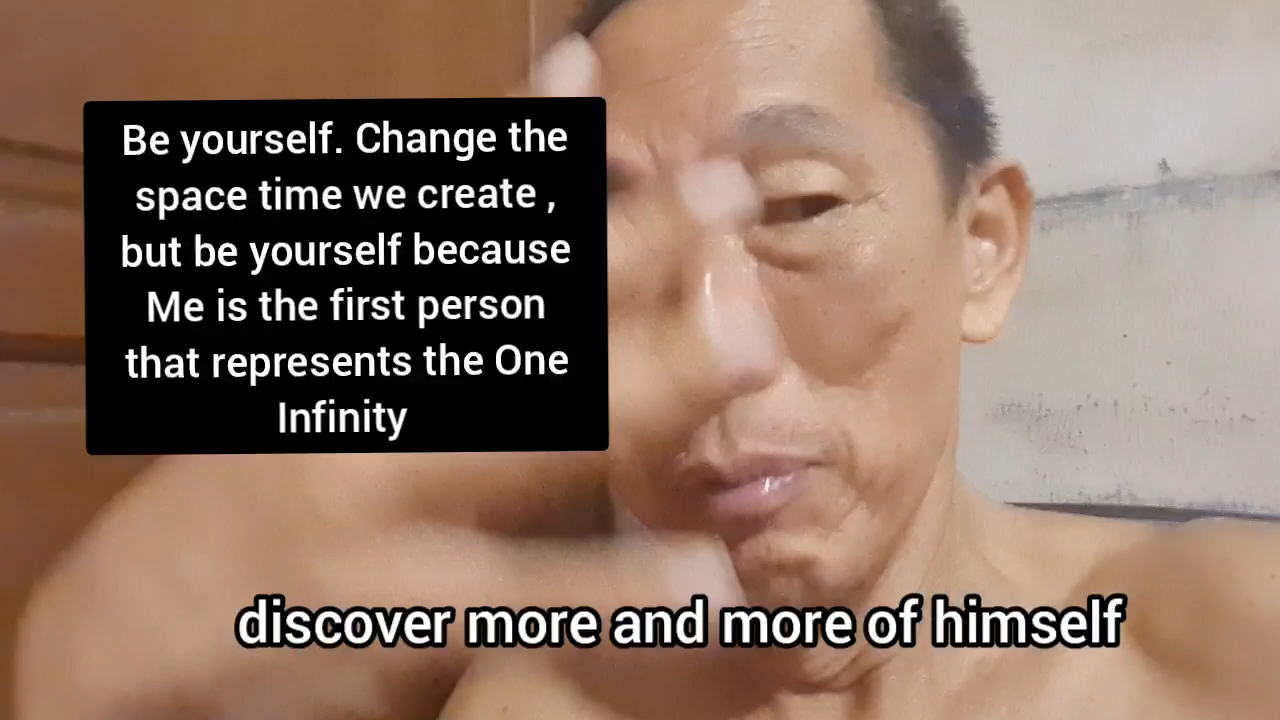 Be yourself. Change the
space time we create ,
but be yourself because
Me is the first person
that represents the One
Infinity
discover more and more of himself